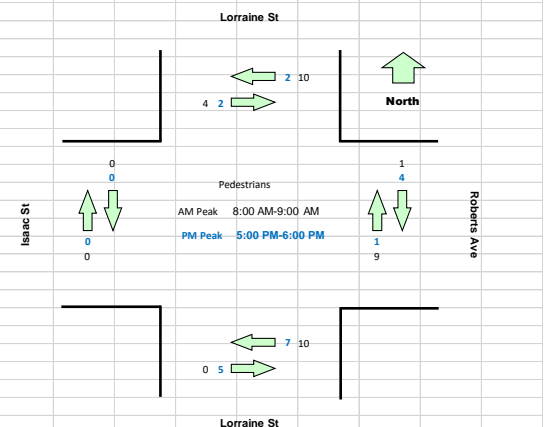 Lorraine St
2 10
4 2
North
0
0
1
4
Pedestrians
AM Peak 8:00 AM-9:00 AM
PM Peak 5:00 PM-6:00 PM
Isaac St
Roberts Ave
0
0
1
9
7 10
0 5
Lorraine St